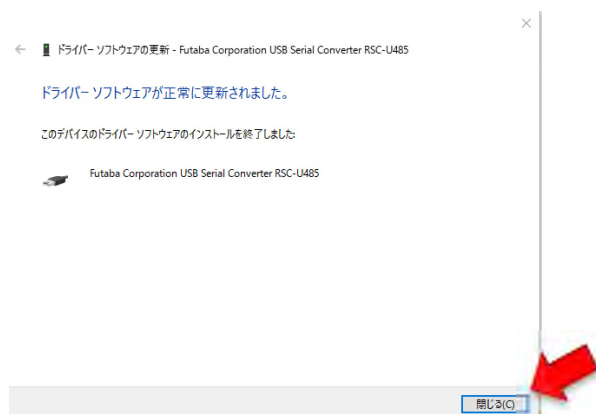 ドライバー ソフトウェアの更新 - Futaba Corporation USB Serial Converter RSC-U485
ドライバー ソフトウェアが正常に更新されました。
このデバイスのドライバー ソフトウェアのインストールを終了しました:
Futaba Corporation USB Serial Converter RSC-U485
閉じる(C)